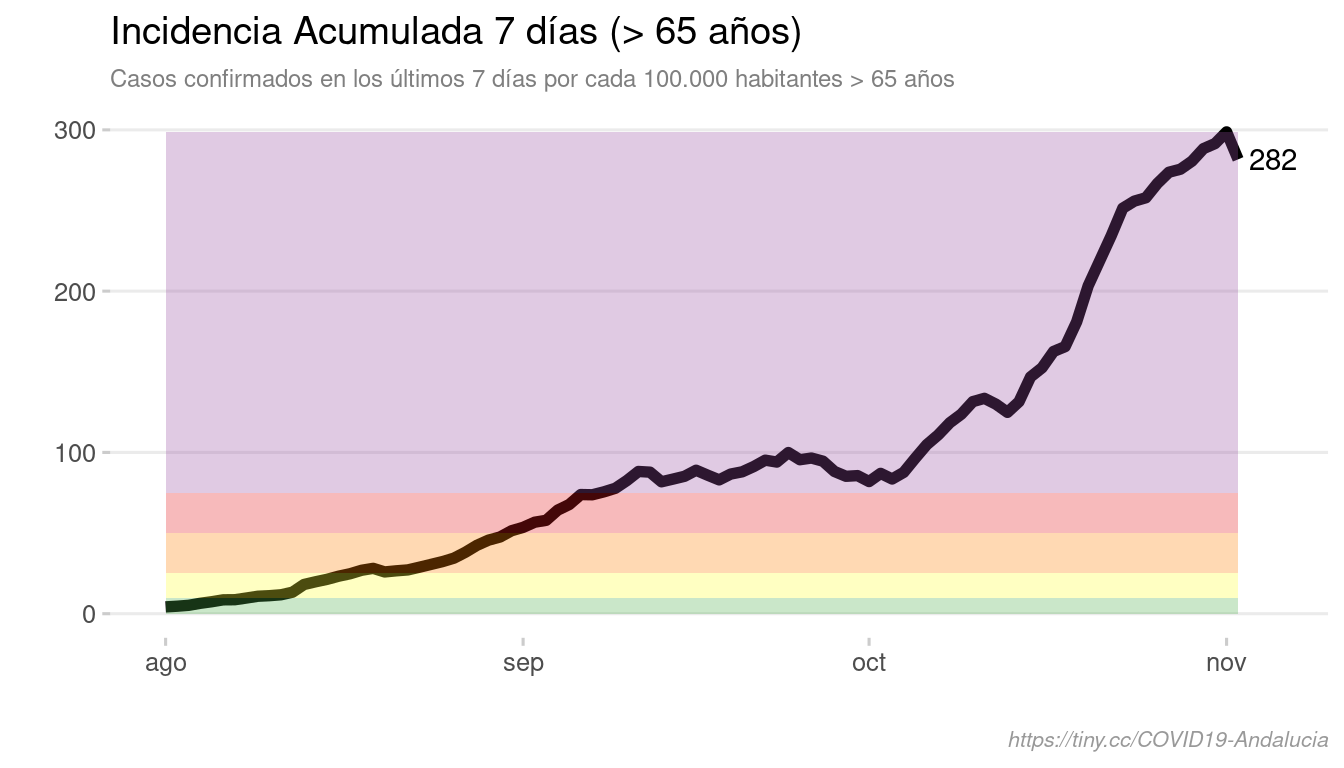 Incidencia Acumulada 7 días (> 65 años)
Casos confirmados en los últimos 7 días por cada 100.000 habitantes > 65 años
300
282
200
100
0
ago sep oct nov
https://tiny.cc/COVID19-Andalucia